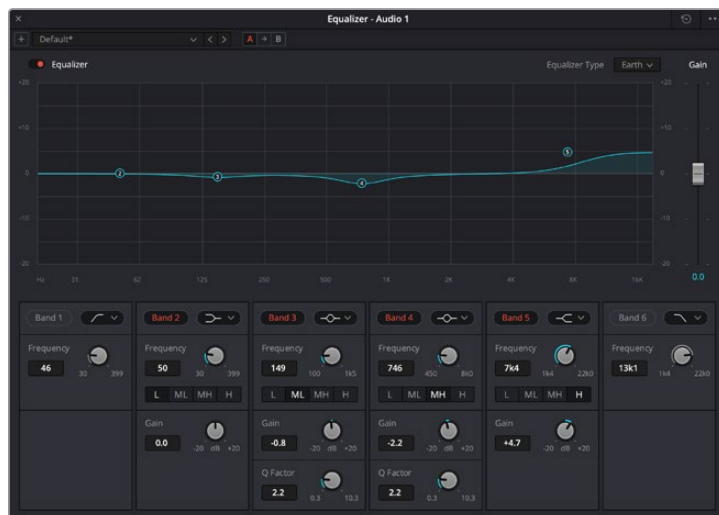 Equalizer - Audio 1
Default*
A B
Equalizer
Equalizer Type Earth Gain
+20 +20
+10 +10
0 0
-10 -10
-20 -20
Hz 31 62 125 250 500 1K 2K 4K 8K 16K 0.0
Band 1 Band 2 Band 3 Band 4 Band 5 Band 6
Frequency Frequency Frequency Frequency Frequency Frequency
46 30 399 50 30 399 149 100 1k5 746 450 8k0 7k4 1k4 22k0 13k1 1k4 22k0
L ML MH H L ML MH H L ML MH H L ML MH H
Gain Gain Gain Gain
0.0 -20 dB +20 -0.8 -20 dB +20 -2.2 -20 dB +20 +4.7 -20 dB +20
Q Factor Q Factor
2.2 0.3 10.3 2.2 0.3 10.3
2 3 4 5